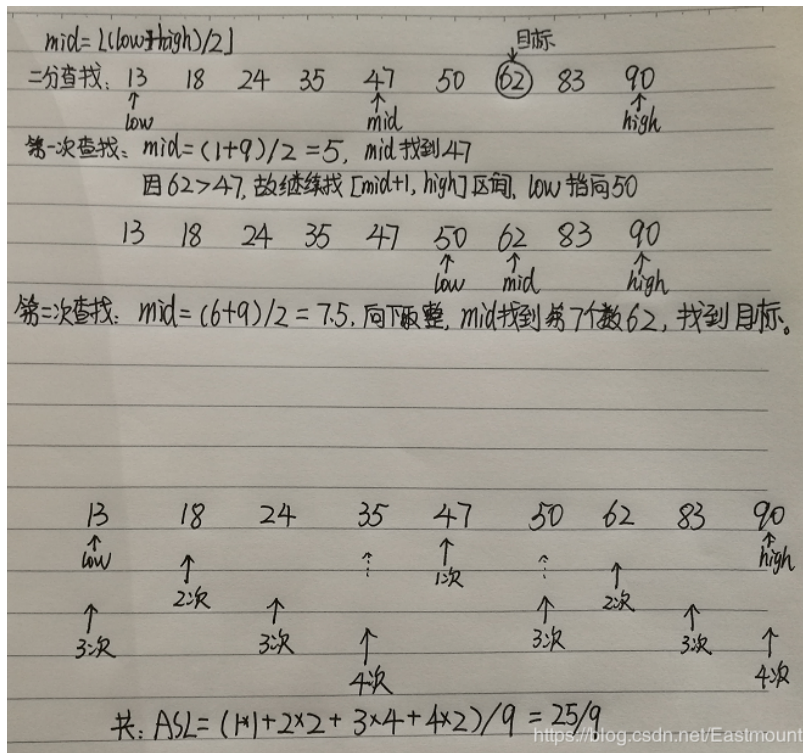 mid=⌊(low+high)/2⌋
目标
二分查找: 13 18 24 35 47 50 62 83 90
low mid high
第一次查找: mid=(1+9)/2=5, mid找到47
因62>47, 故继续找[mid+1, high]区间, low指向50
13 18 24 35 47 50 62 83 90
low mid high
第二次查找: mid=(6+9)/2=7.5, 向下取整, mid找到第7个数62, 找到目标。
13 18 24 35 47 50 62 83 90
low 1次 high
2次 2次
3次 3次 3次 3次
4次 4次
共: ASL=(1*1+2×2+3×4+4×2)/9=25/9
https://blog.csdn.net/Eastmount